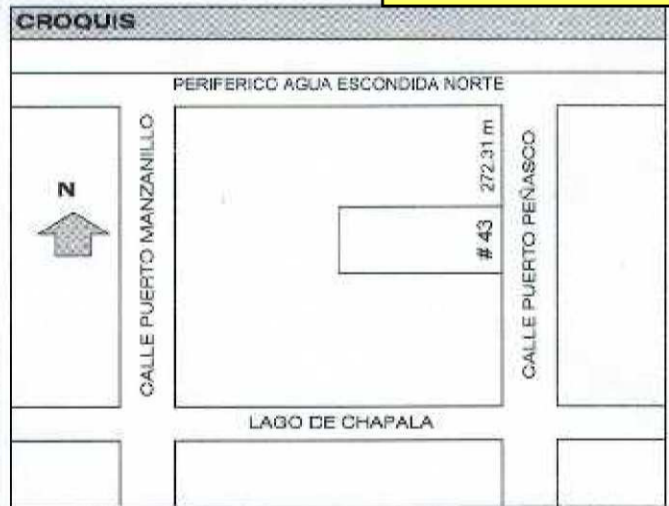 CROQUIS
PERIFERICO AGUA ESCONDIDA NORTE
N
CALLE PUERTO MANZANILLO
272.31 m
# 43
CALLE PUERTO PEÑASCO
LAGO DE CHAPALA